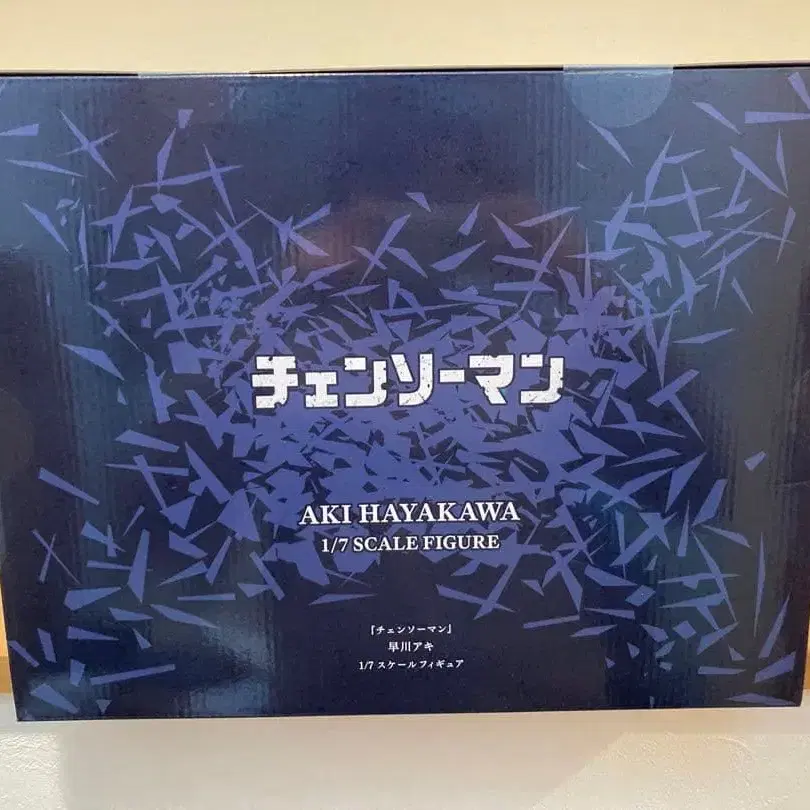 チェンソーマン
AKI HAYAKAWA
1/7 SCALE FIGURE
『チェンソーマン』
早川アキ
1/7 スケールフィギュア